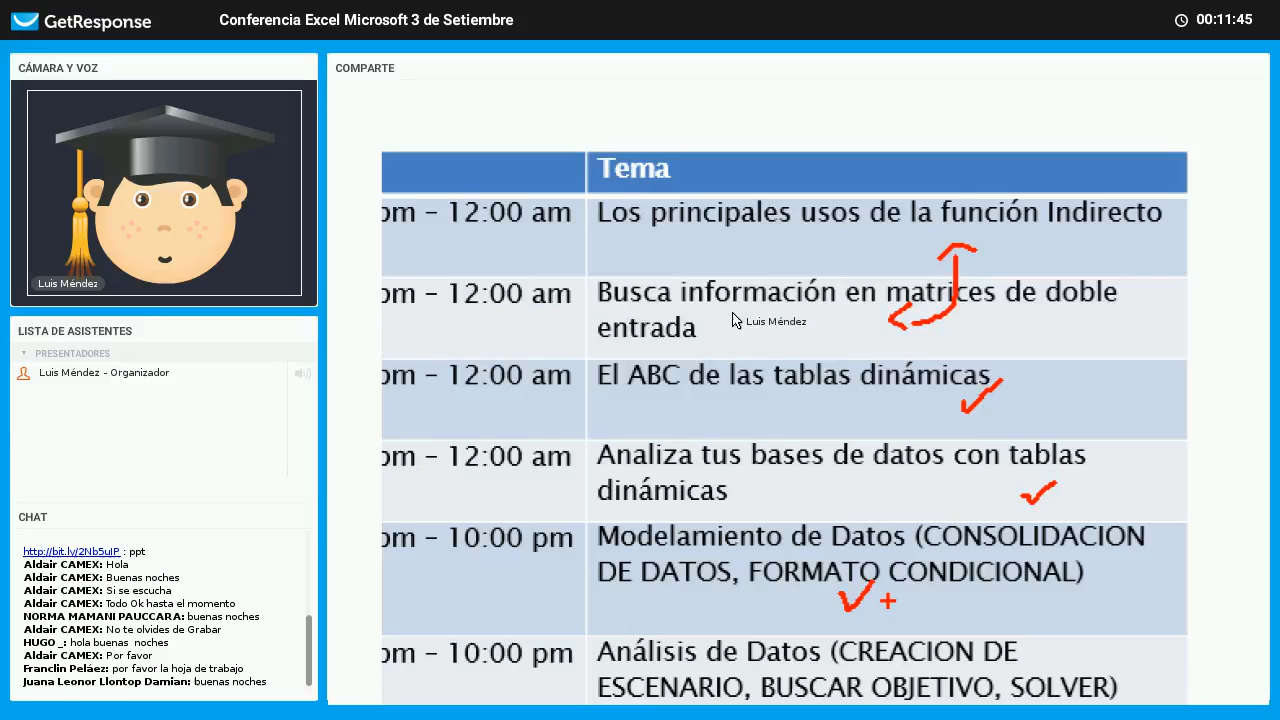 GetResponse
Conferencia Excel Microsoft 3 de Setiembre
00:11:45
CÁMARA Y VOZ
Luis Méndez
LISTA DE ASISTENTES
PRESENTADORES
Luis Méndez - Organizador
CHAT
http://bit.ly/2Nb5uIP : ppt
Aldair CAMEX: Hola
Aldair CAMEX: Buenas noches
Aldair CAMEX: Si se escucha
Aldair CAMEX: Todo Ok hasta el momento
NORMA MAMANI PAUCCARA: buenas noches
Aldair CAMEX: No te olvides de Grabar
HUGO _: hola buenas noches
Aldair CAMEX: Por favor
Franclin Peláez: por favor la hoja de trabajo
Juana Leonor Llontop Damian: buenas noches
COMPARTE
Tema
pm – 12:00 am Los principales usos de la función Indirecto
pm – 12:00 am Busca información en matrices de doble
entrada
Luis Méndez
pm – 12:00 am El ABC de las tablas dinámicas
pm – 12:00 am Analiza tus bases de datos con tablas
dinámicas
pm – 10:00 pm Modelamiento de Datos (CONSOLIDACION
DE DATOS, FORMATO CONDICIONAL)
+
pm – 10:00 pm Análisis de Datos (CREACION DE
ESCENARIO, BUSCAR OBJETIVO, SOLVER)